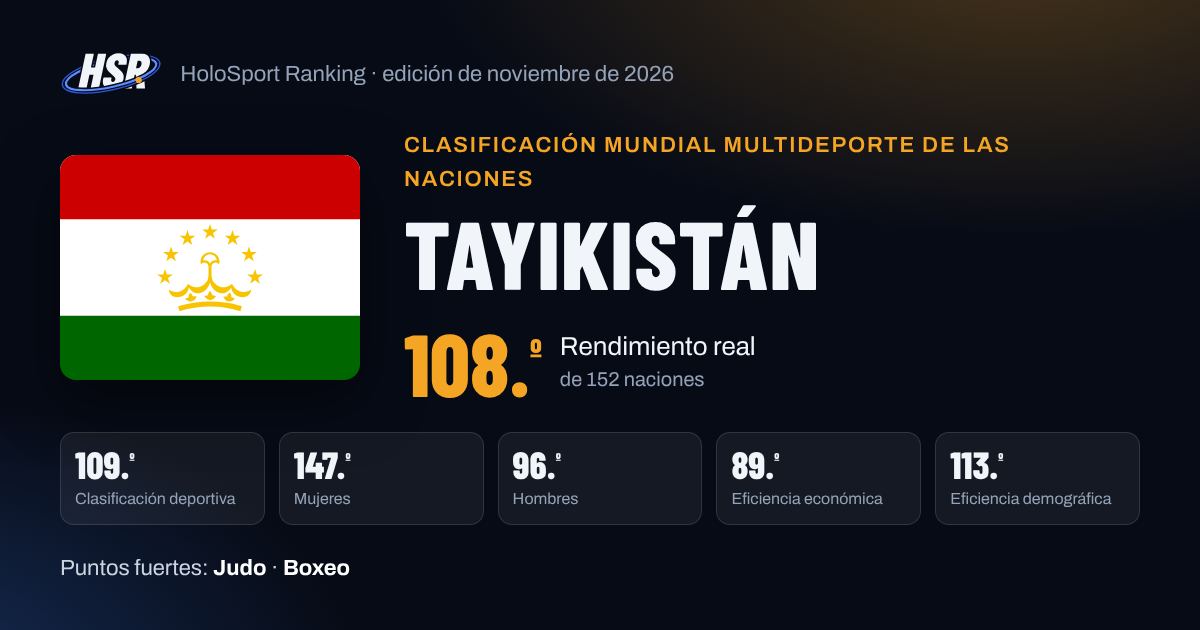 HSR HoloSport Ranking · edición de noviembre de 2026
CLASIFICACIÓN MUNDIAL MULTIDEPORTE DE LAS
NACIONES
TAYIKISTÁN
108.º Rendimiento real
de 152 naciones
109.º
Clasificación deportiva
147.º
Mujeres
96.º
Hombres
89.º
Eficiencia económica
113.º
Eficiencia demográfica
Puntos fuertes: Judo · Boxeo